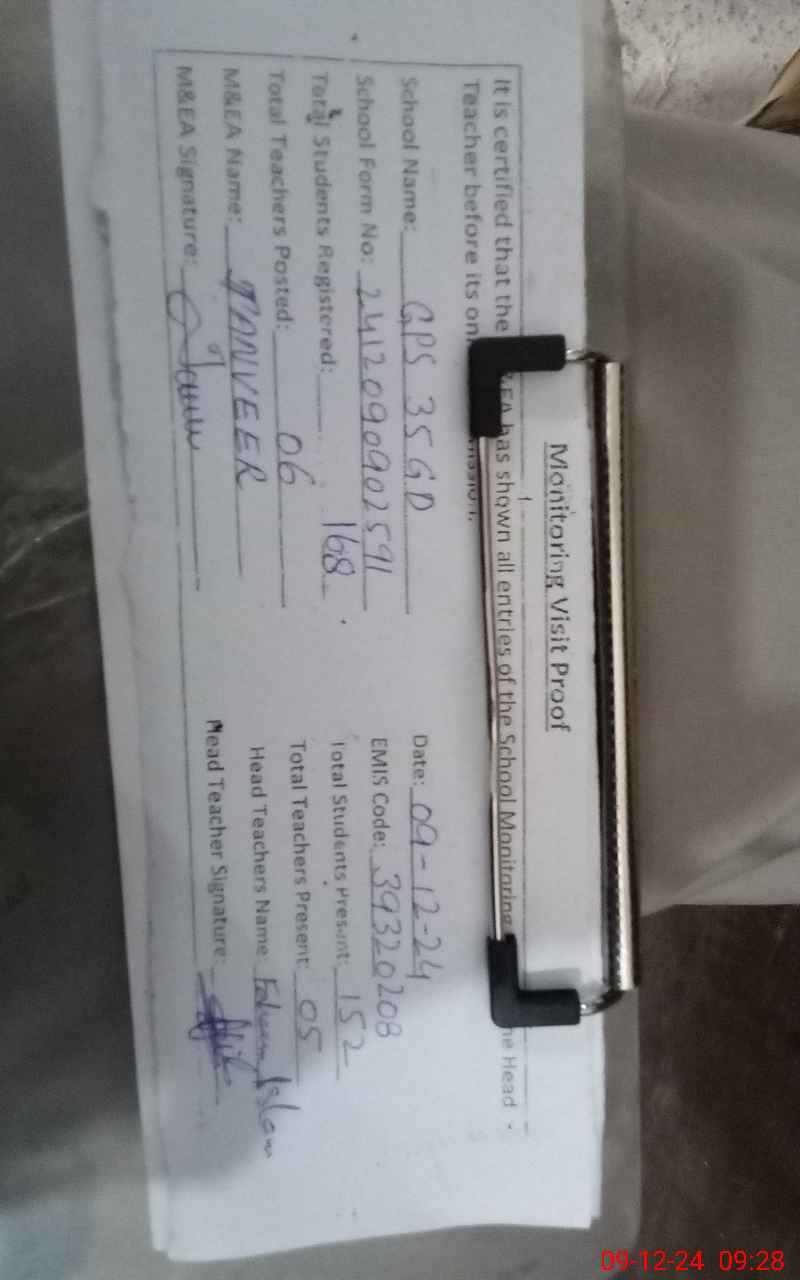 Monitoring Visit Proof
It is certified that the EA has shown all entries of the School Monitoring he Head
Teacher before its
School Name: GPS 35 GD Date: 09-12-24
School Form No: 2412090902591 EMIS Code: 39320208
Total Students Registered: 168 Total Students Present: 152
Total Teachers Posted: 06 Total Teachers Present: 05
M&EA Name: TANVEER Head Teachers Name: Islam
M&EA Signature: Head Teacher Signature:
09-12-24 09:28